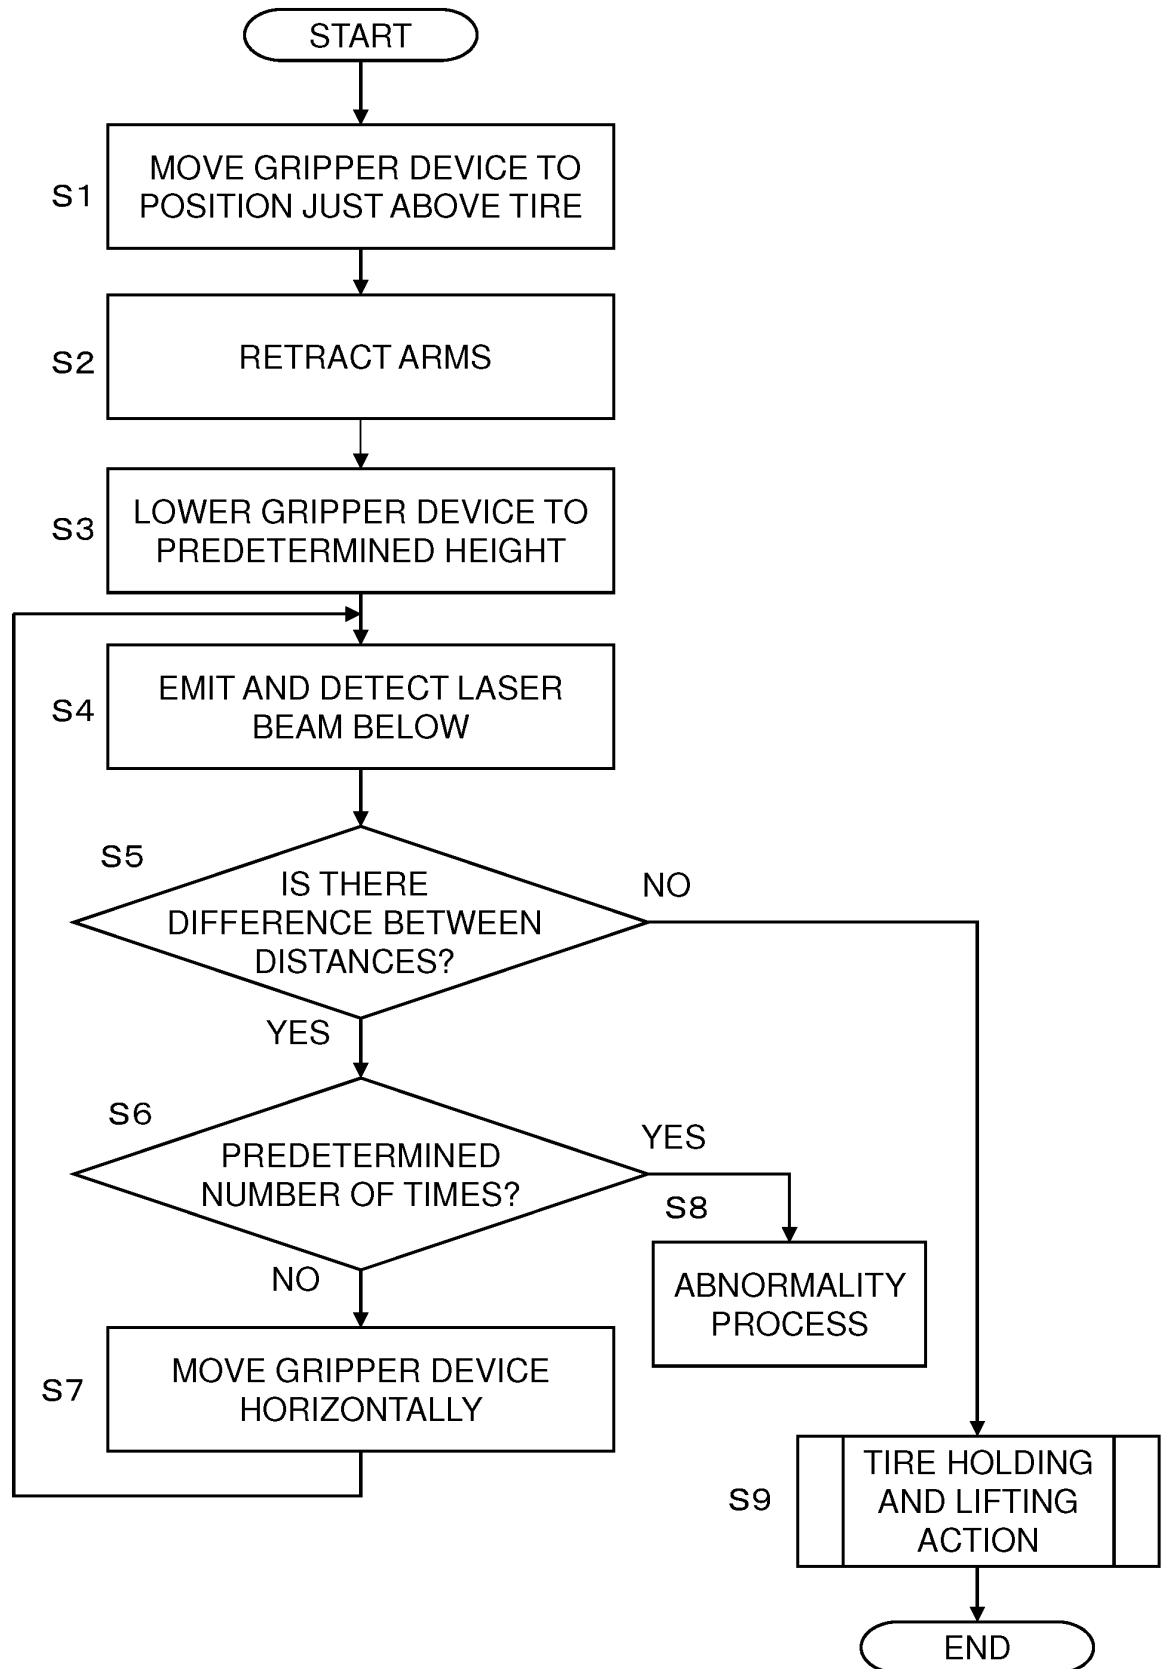 START
S1
MOVE GRIPPER DEVICE TO
POSITION JUST ABOVE TIRE
S2
RETRACT ARMS
S3
LOWER GRIPPER DEVICE TO
PREDETERMINED HEIGHT
S4
EMIT AND DETECT LASER
BEAM BELOW
S5
IS THERE
DIFFERENCE BETWEEN
DISTANCES?
NO
YES
S6
PREDETERMINED
NUMBER OF TIMES?
YES
NO
S8
ABNORMALITY
PROCESS
S7
MOVE GRIPPER DEVICE
HORIZONTALLY
S9
TIRE HOLDING
AND LIFTING
ACTION
END